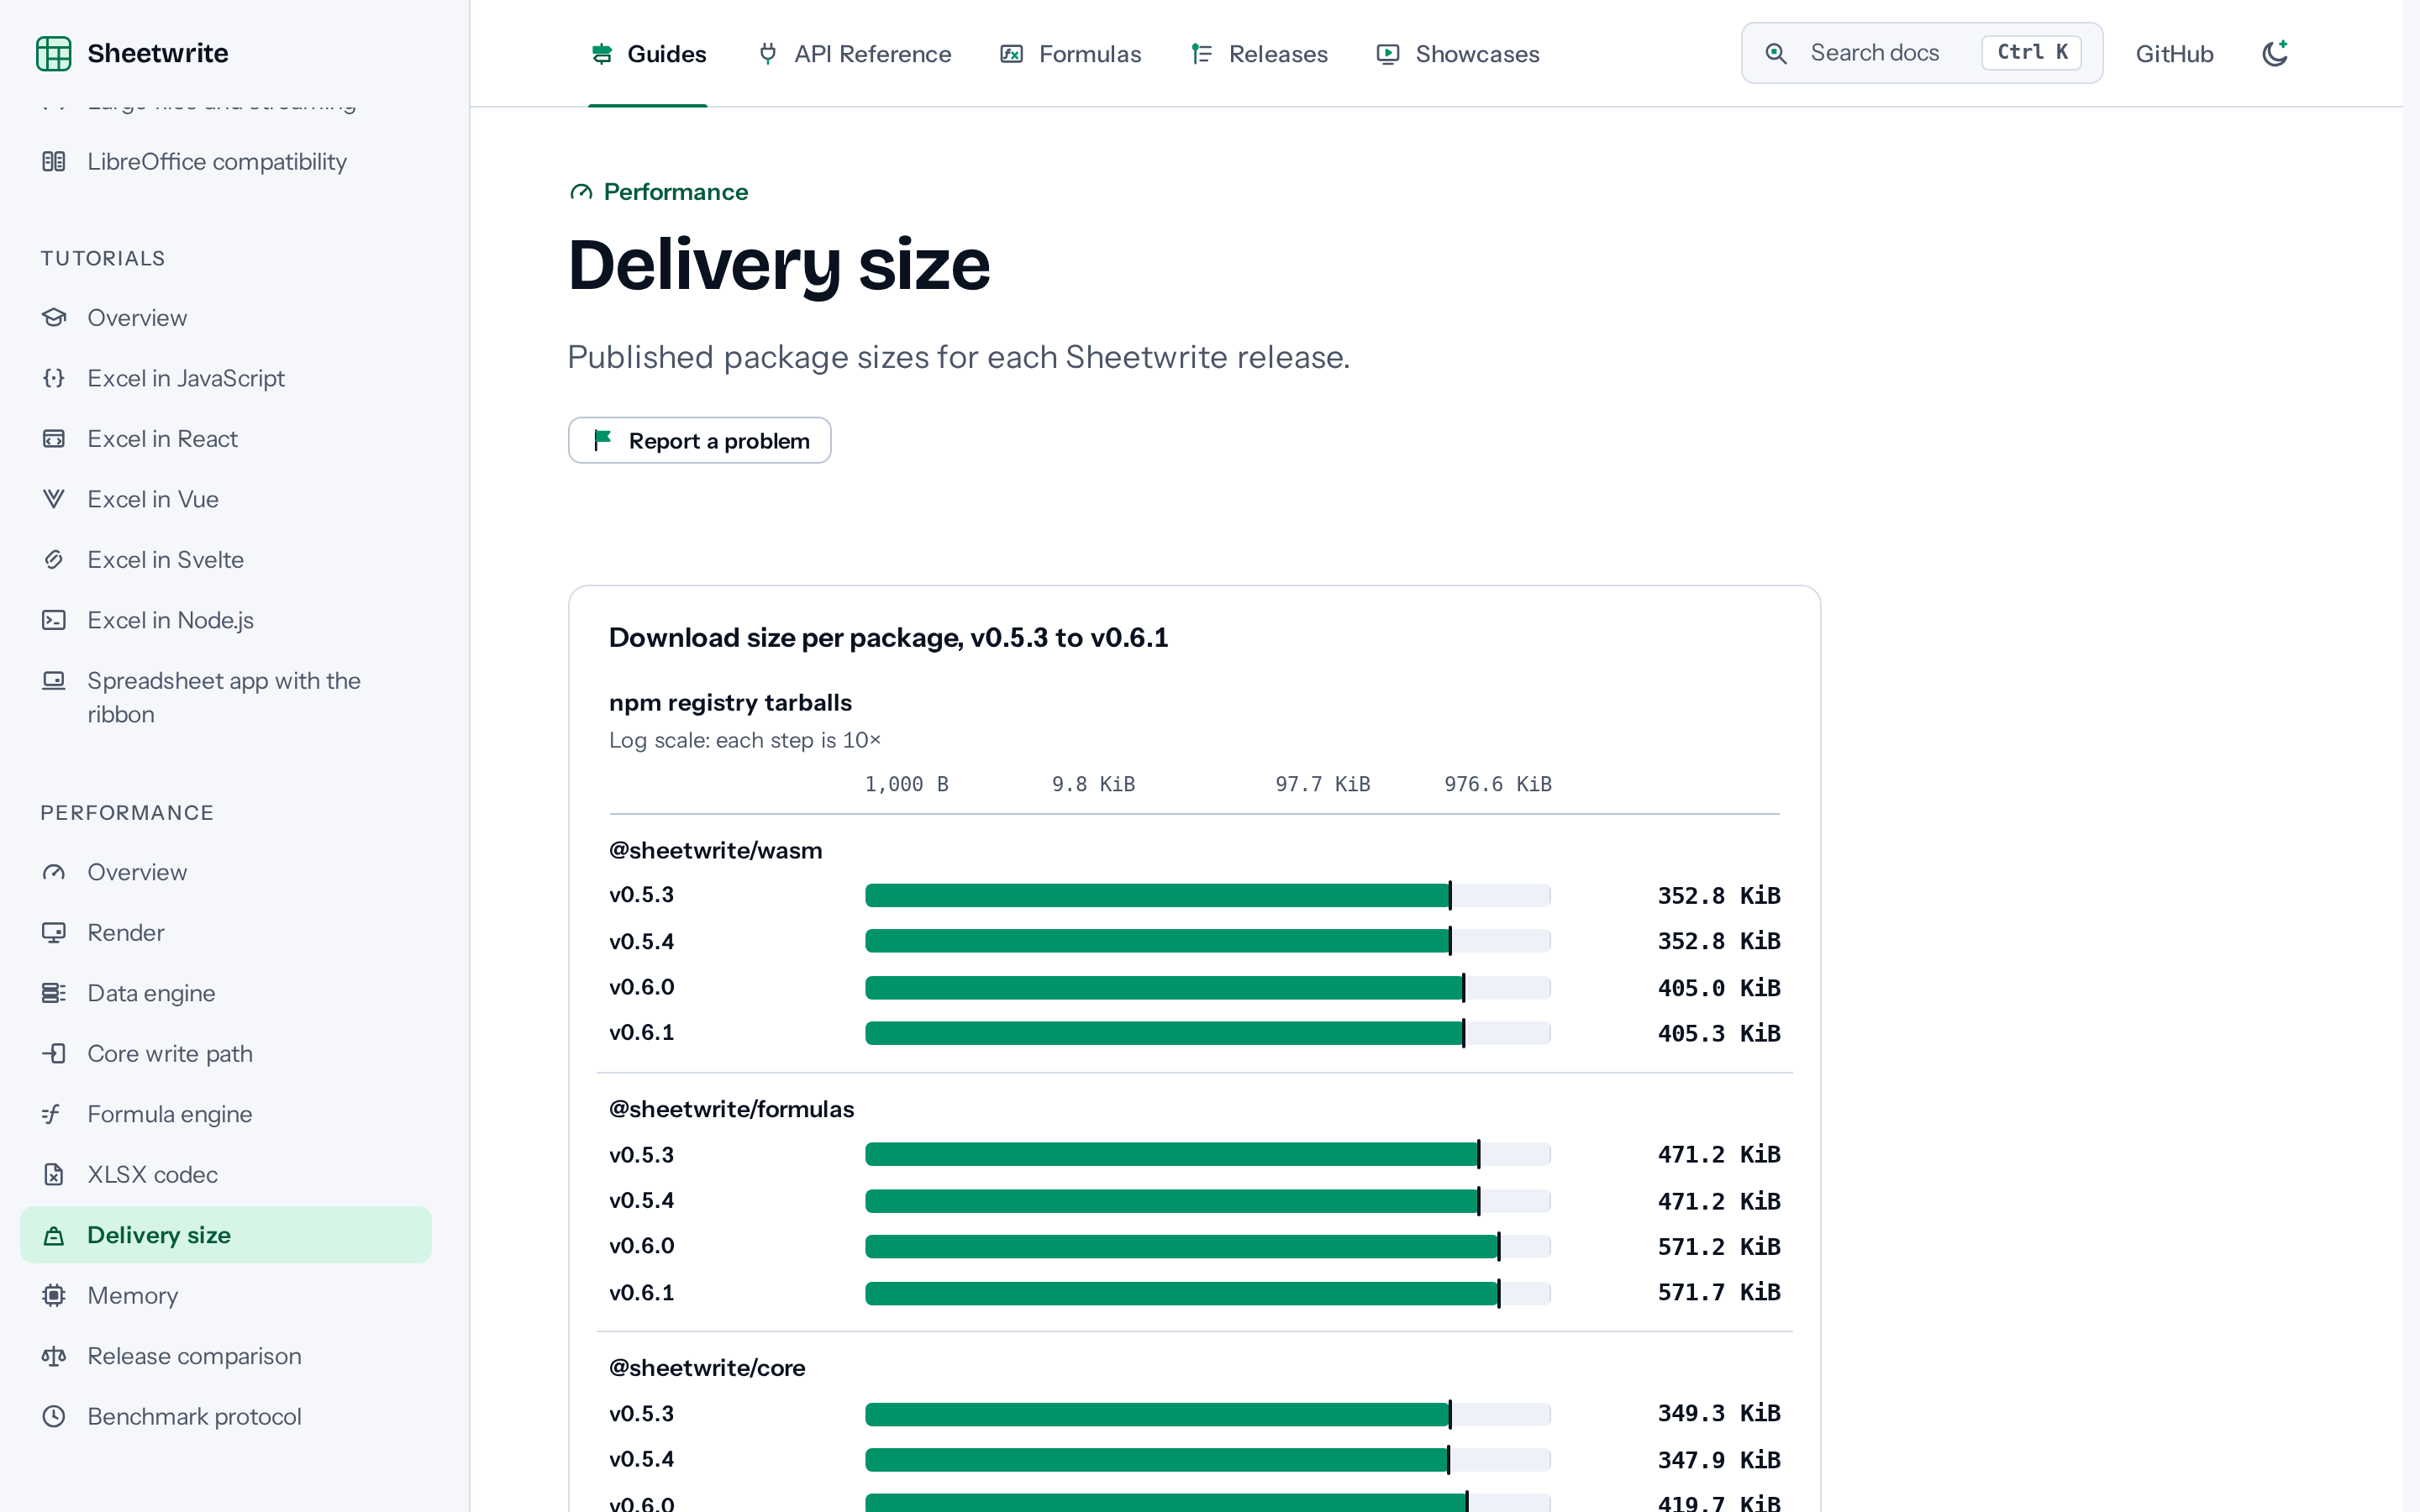 Sheetwrite
Guides
API Reference
Formulas
Releases
Showcases
Search docs
Ctrl K
GitHub
Large files and streaming
LibreOffice compatibility
TUTORIALS
Overview
Excel in JavaScript
Excel in React
Excel in Vue
Excel in Svelte
Excel in Node.js
Spreadsheet app with the
ribbon
PERFORMANCE
Overview
Render
Data engine
Core write path
Formula engine
XLSX codec
Delivery size
Memory
Release comparison
Benchmark protocol
Performance
Delivery size
Published package sizes for each Sheetwrite release.
Report a problem
Download size per package, v0.5.3 to v0.6.1
npm registry tarballs
Log scale: each step is 10×
1,000 B 9.8 KiB 97.7 KiB 976.6 KiB
@sheetwrite/wasm
v0.5.3 352.8 KiB
v0.5.4 352.8 KiB
v0.6.0 405.0 KiB
v0.6.1 405.3 KiB
@sheetwrite/formulas
v0.5.3 471.2 KiB
v0.5.4 471.2 KiB
v0.6.0 571.2 KiB
v0.6.1 571.7 KiB
@sheetwrite/core
v0.5.3 349.3 KiB
v0.5.4 347.9 KiB
v0.6.0 419.7 KiB